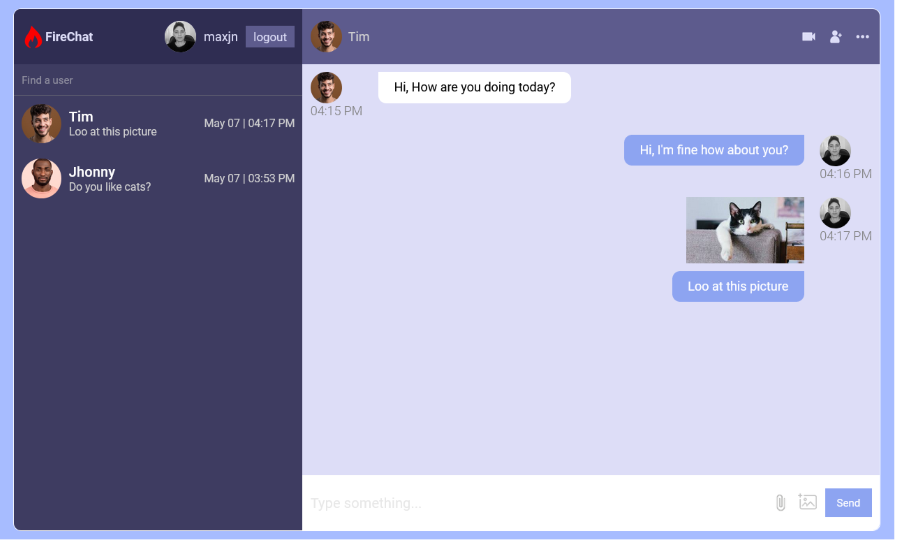 FireChat
maxjn
logout
Find a user
Tim
Loo at this picture
May 07 | 04:17 PM
Jhonny
Do you like cats?
May 07 | 03:53 PM
Tim
Hi, How are you doing today?
04:15 PM
Hi, I'm fine how about you?
04:16 PM
04:17 PM
Loo at this picture
Type something...
Send